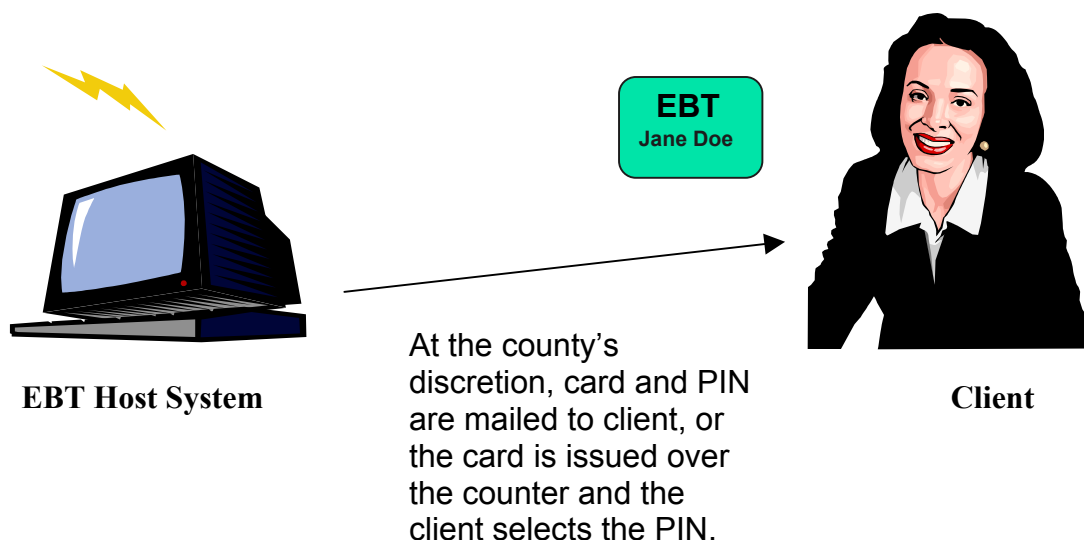 EBT
Jane Doe
EBT Host System
At the county’s
discretion, card and PIN
are mailed to client, or
the card is issued over
the counter and the
client selects the PIN.
Client